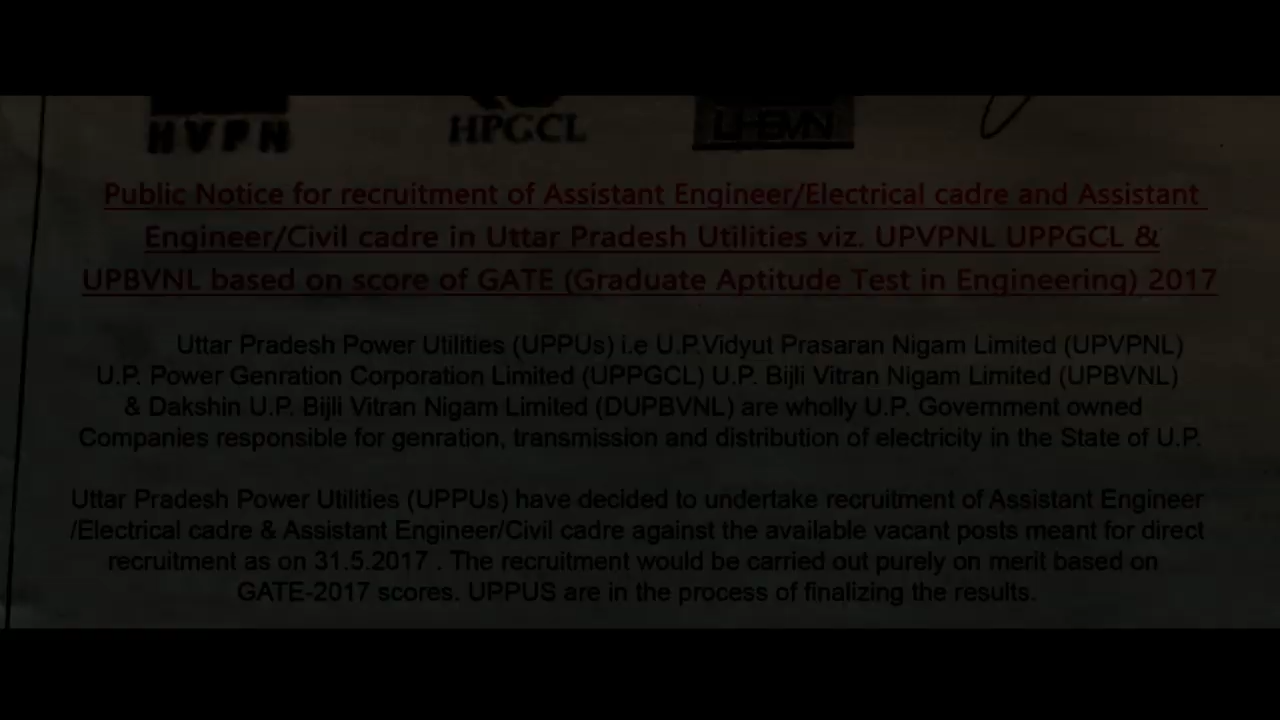 HVPN HPGCL UHBVN
Public Notice for recruitment of Assistant Engineer/Electrical cadre and Assistant
Engineer/Civil cadre in Uttar Pradesh Utilities viz. UPVPNL UPPGCL &
UPBVNL based on score of GATE (Graduate Aptitude Test in Engineering) 2017
Uttar Pradesh Power Utilities (UPPUs) i.e U.P.Vidyut Prasaran Nigam Limited (UPVPNL)
U.P. Power Genration Corporation Limited (UPPGCL) U.P. Bijli Vitran Nigam Limited (UPBVNL)
& Dakshin U.P. Bijli Vitran Nigam Limited (DUPBVNL) are wholly U.P. Government owned
Companies responsible for genration, transmission and distribution of electricity in the State of U.P.
Uttar Pradesh Power Utilities (UPPUs) have decided to undertake recruitment of Assistant Engineer
/Electrical cadre & Assistant Engineer/Civil cadre against the available vacant posts meant for direct
recruitment as on 31.5.2017 . The recruitment would be carried out purely on merit based on
GATE-2017 scores. UPPUS are in the process of finalizing the results.